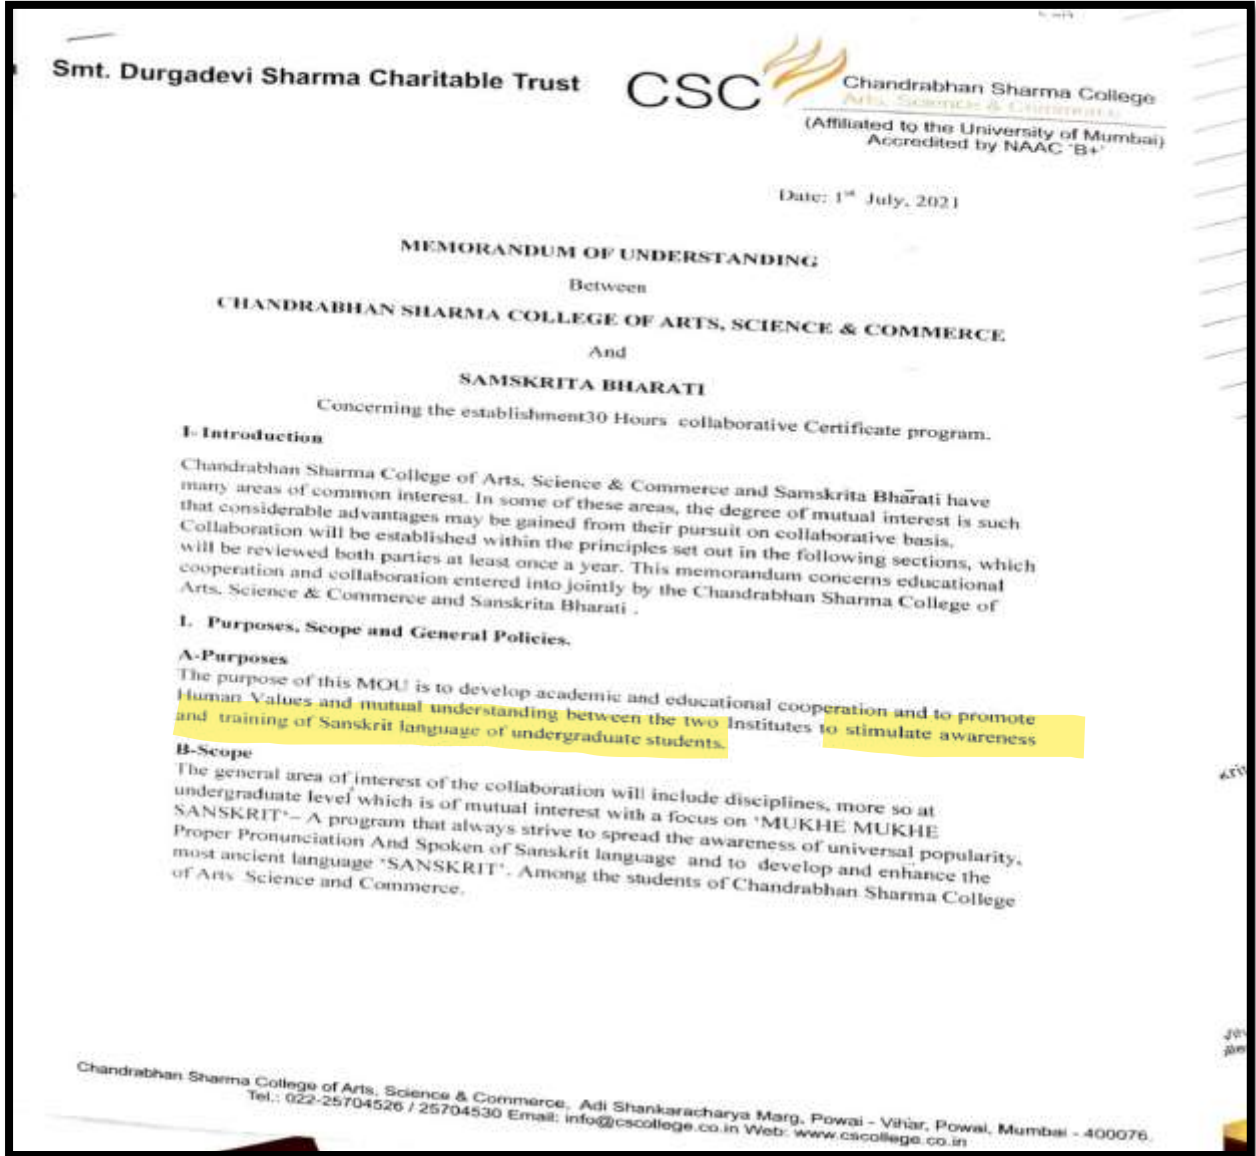 Smt. Durgadevi Sharma Charitable Trust
CSC
Chandrabhan Sharma College
Arts, Science & Commerce
(Affiliated to the University of Mumbai)
Accredited by NAAC 'B+'
Date: 1st July, 2021
MEMORANDUM OF UNDERSTANDING
Between
CHANDRABHAN SHARMA COLLEGE OF ARTS, SCIENCE & COMMERCE
And
SAMSKRITA BHARATI
Concerning the establishment30 Hours collaborative Certificate program.
I- Introduction
Chandrabhan Sharma College of Arts, Science & Commerce and Samskrita Bharati have
many areas of common interest. In some of these areas, the degree of mutual interest is such
that considerable advantages may be gained from their pursuit on collaborative basis.
Collaboration will be established within the principles set out in the following sections, which
will be reviewed both parties at least once a year. This memorandum concerns educational
cooperation and collaboration entered into jointly by the Chandrabhan Sharma College of
Arts, Science & Commerce and Sanskrita Bharati .
1. Purposes, Scope and General Policies.
A-Purposes
The purpose of this MOU is to develop academic and educational cooperation and to promote
Human Values and mutual understanding between the two Institutes to stimulate awareness
and training of Sanskrit language of undergraduate students.
B-Scope
The general area of interest of the collaboration will include disciplines, more so at
undergraduate level which is of mutual interest with a focus on 'MUKHE MUKHE
SANSKRIT'– A program that always strive to spread the awareness of universal popularity,
Proper Pronunciation And Spoken of Sanskrit language and to develop and enhance the
most ancient language 'SANSKRIT'. Among the students of Chandrabhan Sharma College
of Arts Science and Commerce.
Chandrabhan Sharma College of Arts, Science & Commerce, Adi Shankaracharya Marg, Powai - Vihar, Powai, Mumbai - 400076.
Tel.: 022-25704526 / 25704530 Email: info@cscollege.co.in Web: www.cscollege.co.in